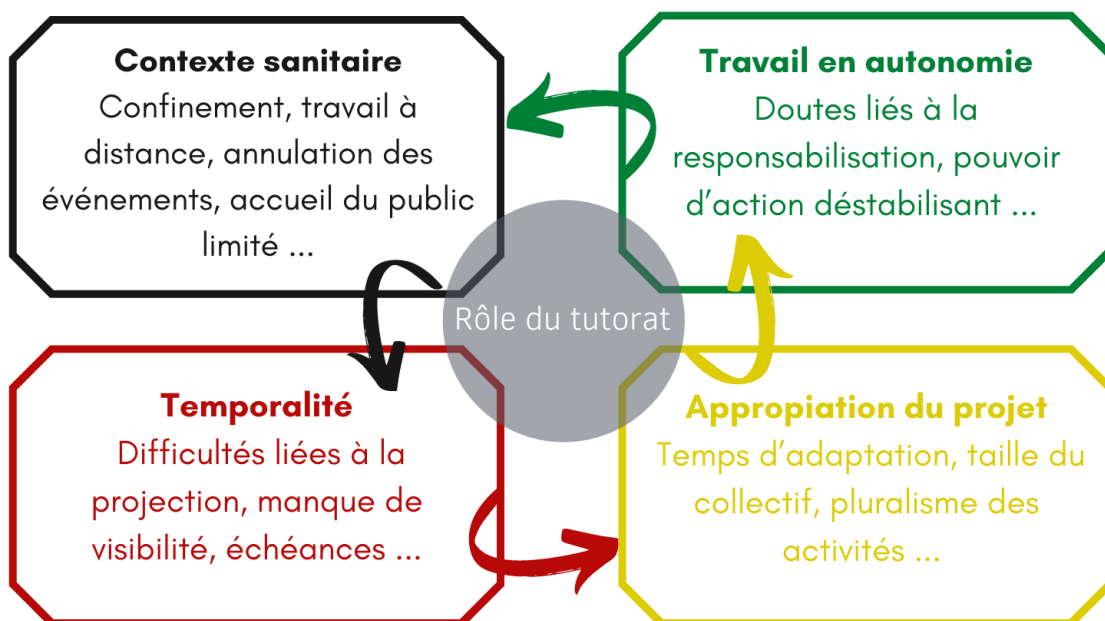 Contexte sanitaire
Confinement, travail à
distance, annulation des
événements, accueil du public
limité ...
Travail en autonomie
Doutes liés à la
responsabilisation, pouvoir
d’action déstabilisant ...
Rôle du tutorat
Temporalité
Difficultés liées à la
projection, manque de
visibilité, échéances ...
Appropiation du projet
Temps d’adaptation, taille du
collectif, pluralisme des
activités ...